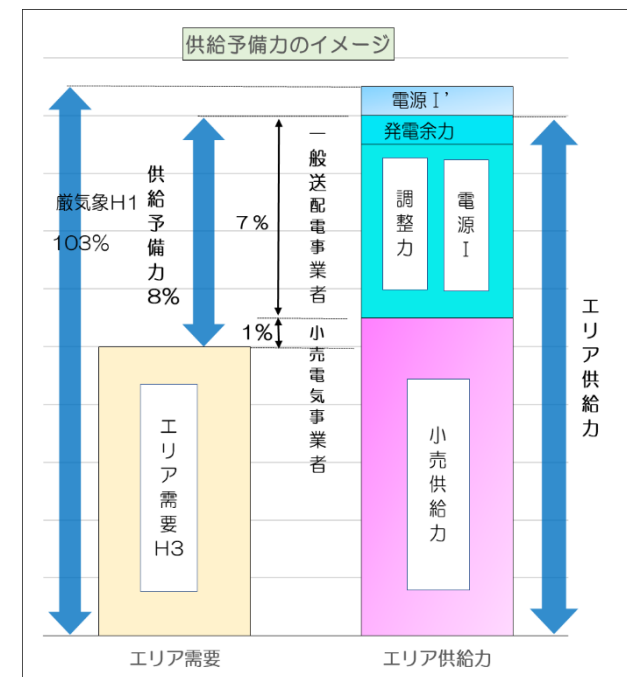 供給予備力のイメージ
電源Ⅰ’
発電余力
調整力
電源Ⅰ
一般送配電事業者
7%
供給予備力
8%
厳気象H1
103%
1%
小売電気事業者
エリア供給力
エリア需要
H3
小売供給力
エリア需要
エリア供給力